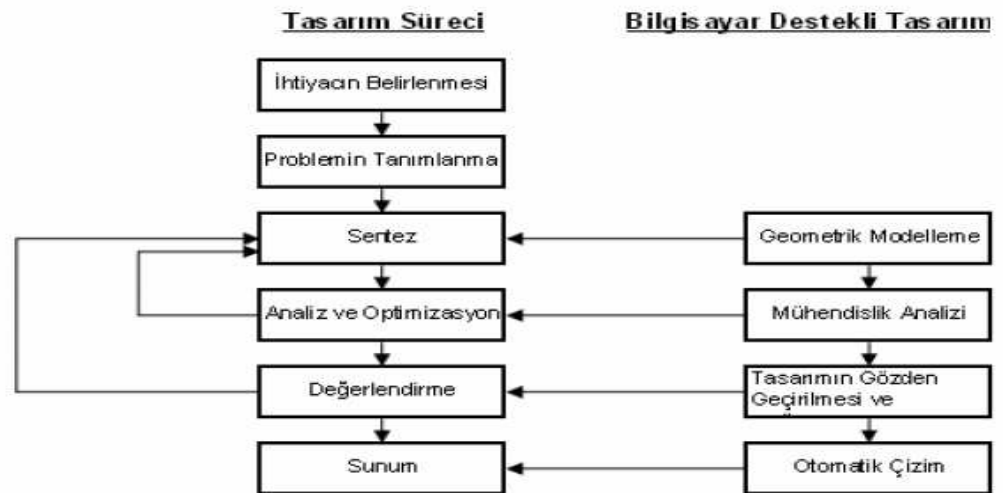 Tasarım Süreci
Bilgisayar Destekli Tasarım
İhtiyacın Belirlenmesi
Problemin Tanımlanma
Sentez
Geometrik Modelleme
Analiz ve Optimizasyon
Mühendislik Analizi
Değerlendirme
Tasarımın Gözden
Geçirilmesi ve
Sunum
Otomatik Çizim